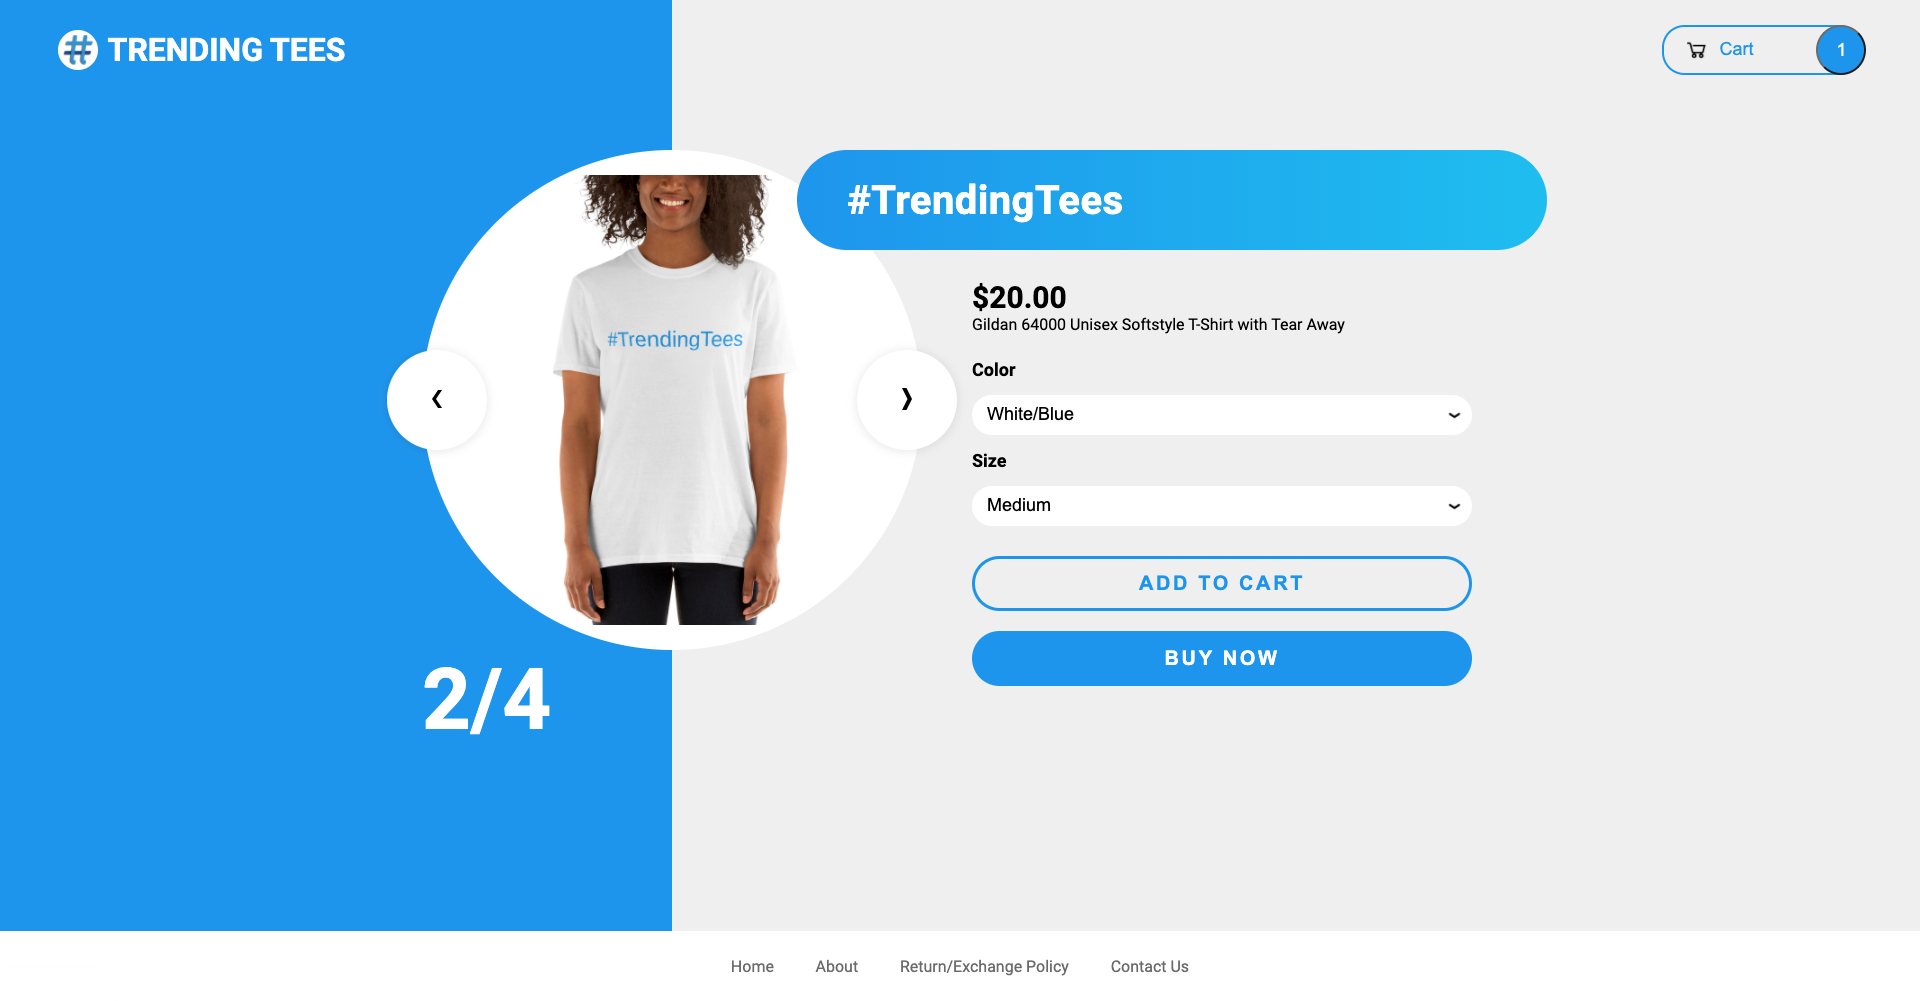 # TRENDING TEES
Cart
1
#TrendingTees
#TrendingTees
$20.00
Gildan 64000 Unisex Softstyle T-Shirt with Tear Away
Color
White/Blue
Size
Medium
ADD TO CART
BUY NOW
2/4
Home
About
Return/Exchange Policy
Contact Us